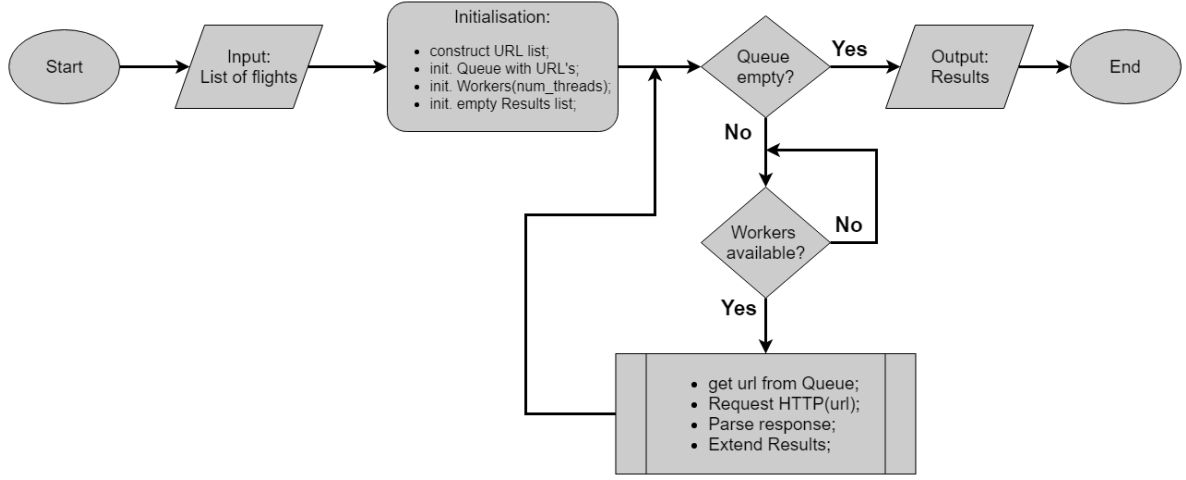 Start
Input:
List of flights
Initialisation:
• construct URL list;
• init. Queue with URL's;
• init. Workers(num_threads);
• init. empty Results list;
Queue
empty?
Yes
Output:
Results
End
No
Workers
available?
No
Yes
• get url from Queue;
• Request HTTP(url);
• Parse response;
• Extend Results;